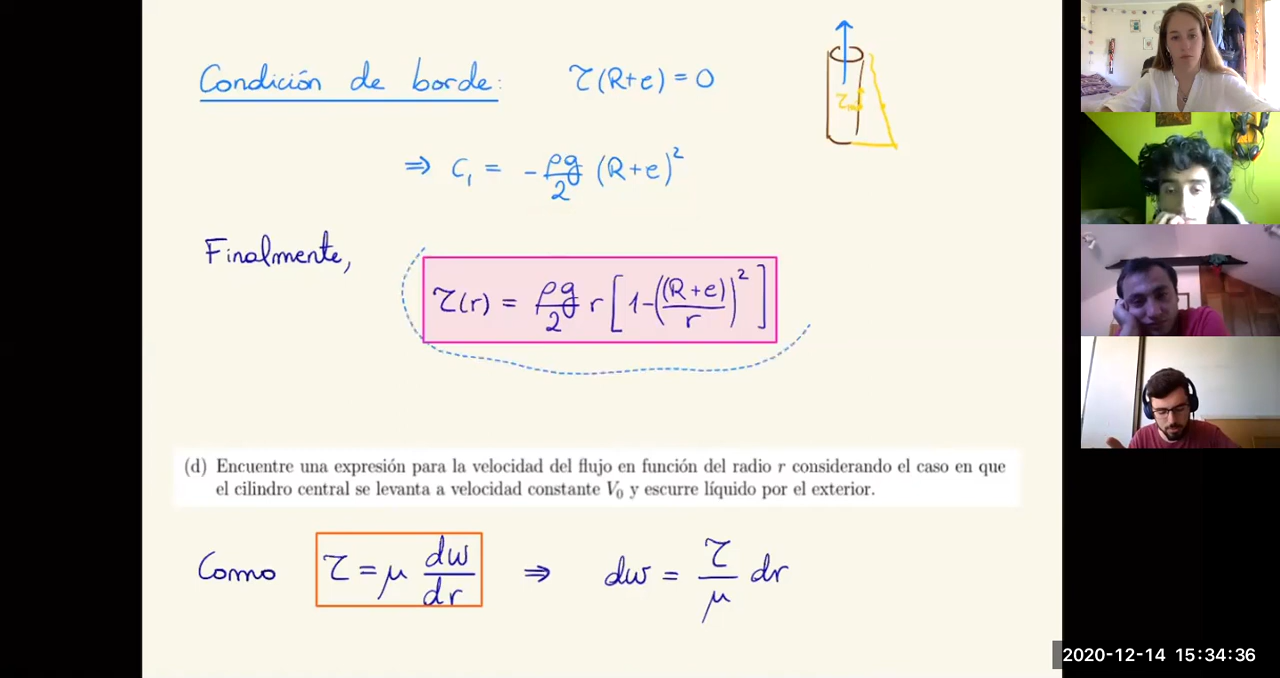 Condición de borde: τ(R+e) = 0
⇒ C₁ = -ρg/2 (R+e)²
τ
Finalmente,
τ(r) = ρg/2 r [1-((R+e)/r)²]
(d) Encuentre una expresión para la velocidad del flujo en función del radio r considerando el caso en que
el cilindro central se levanta a velocidad constante V₀ y escurre líquido por el exterior.
Como τ = μ dw/dr ⇒ dw = τ/μ dr
2020-12-14 15:34:36